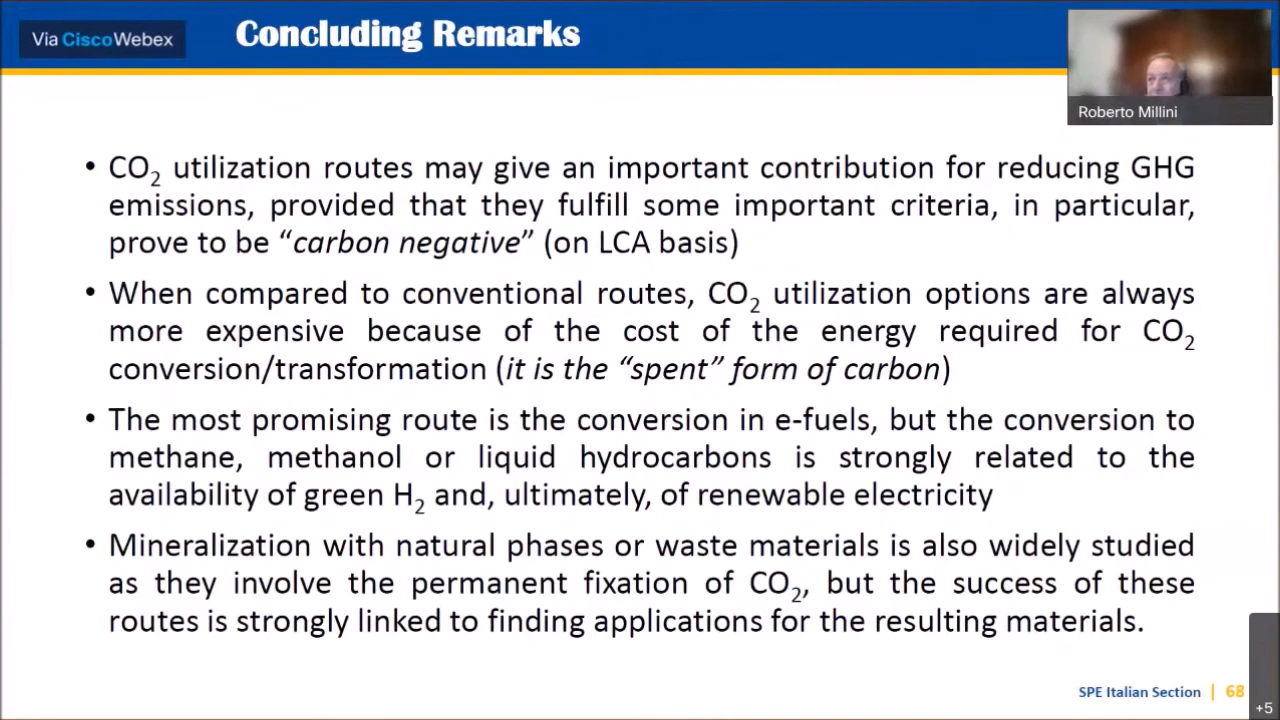 Via CiscoWebex
Concluding Remarks
Roberto Millini
• CO₂ utilization routes may give an important contribution for reducing GHG
emissions, provided that they fulfill some important criteria, in particular,
prove to be “carbon negative” (on LCA basis)
• When compared to conventional routes, CO₂ utilization options are always
more expensive because of the cost of the energy required for CO₂
conversion/transformation (it is the “spent” form of carbon)
• The most promising route is the conversion in e-fuels, but the conversion to
methane, methanol or liquid hydrocarbons is strongly related to the
availability of green H₂ and, ultimately, of renewable electricity
• Mineralization with natural phases or waste materials is also widely studied
as they involve the permanent fixation of CO₂, but the success of these
routes is strongly linked to finding applications for the resulting materials.
SPE Italian Section | 68
+5